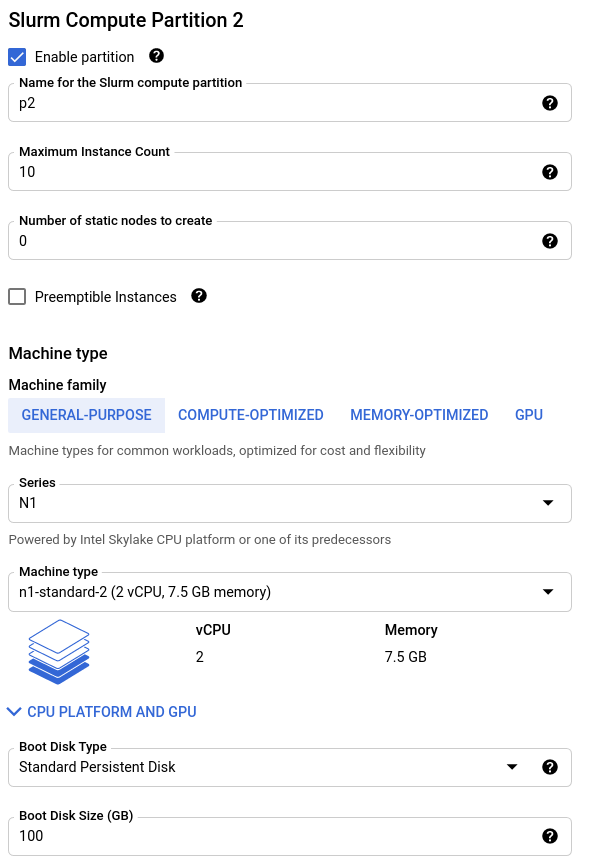 Slurm Compute Partition 2
Enable partition ?
Name for the Slurm compute partition
p2 ?
Maximum Instance Count
10 ?
Number of static nodes to create
0 ?
Preemptible Instances ?
Machine type
Machine family
GENERAL-PURPOSE COMPUTE-OPTIMIZED MEMORY-OPTIMIZED GPU
Machine types for common workloads, optimized for cost and flexibility
Series
N1
Powered by Intel Skylake CPU platform or one of its predecessors
Machine type
n1-standard-2 (2 vCPU, 7.5 GB memory)
vCPU Memory
2 7.5 GB
CPU PLATFORM AND GPU
Boot Disk Type
Standard Persistent Disk ?
Boot Disk Size (GB)
100 ?